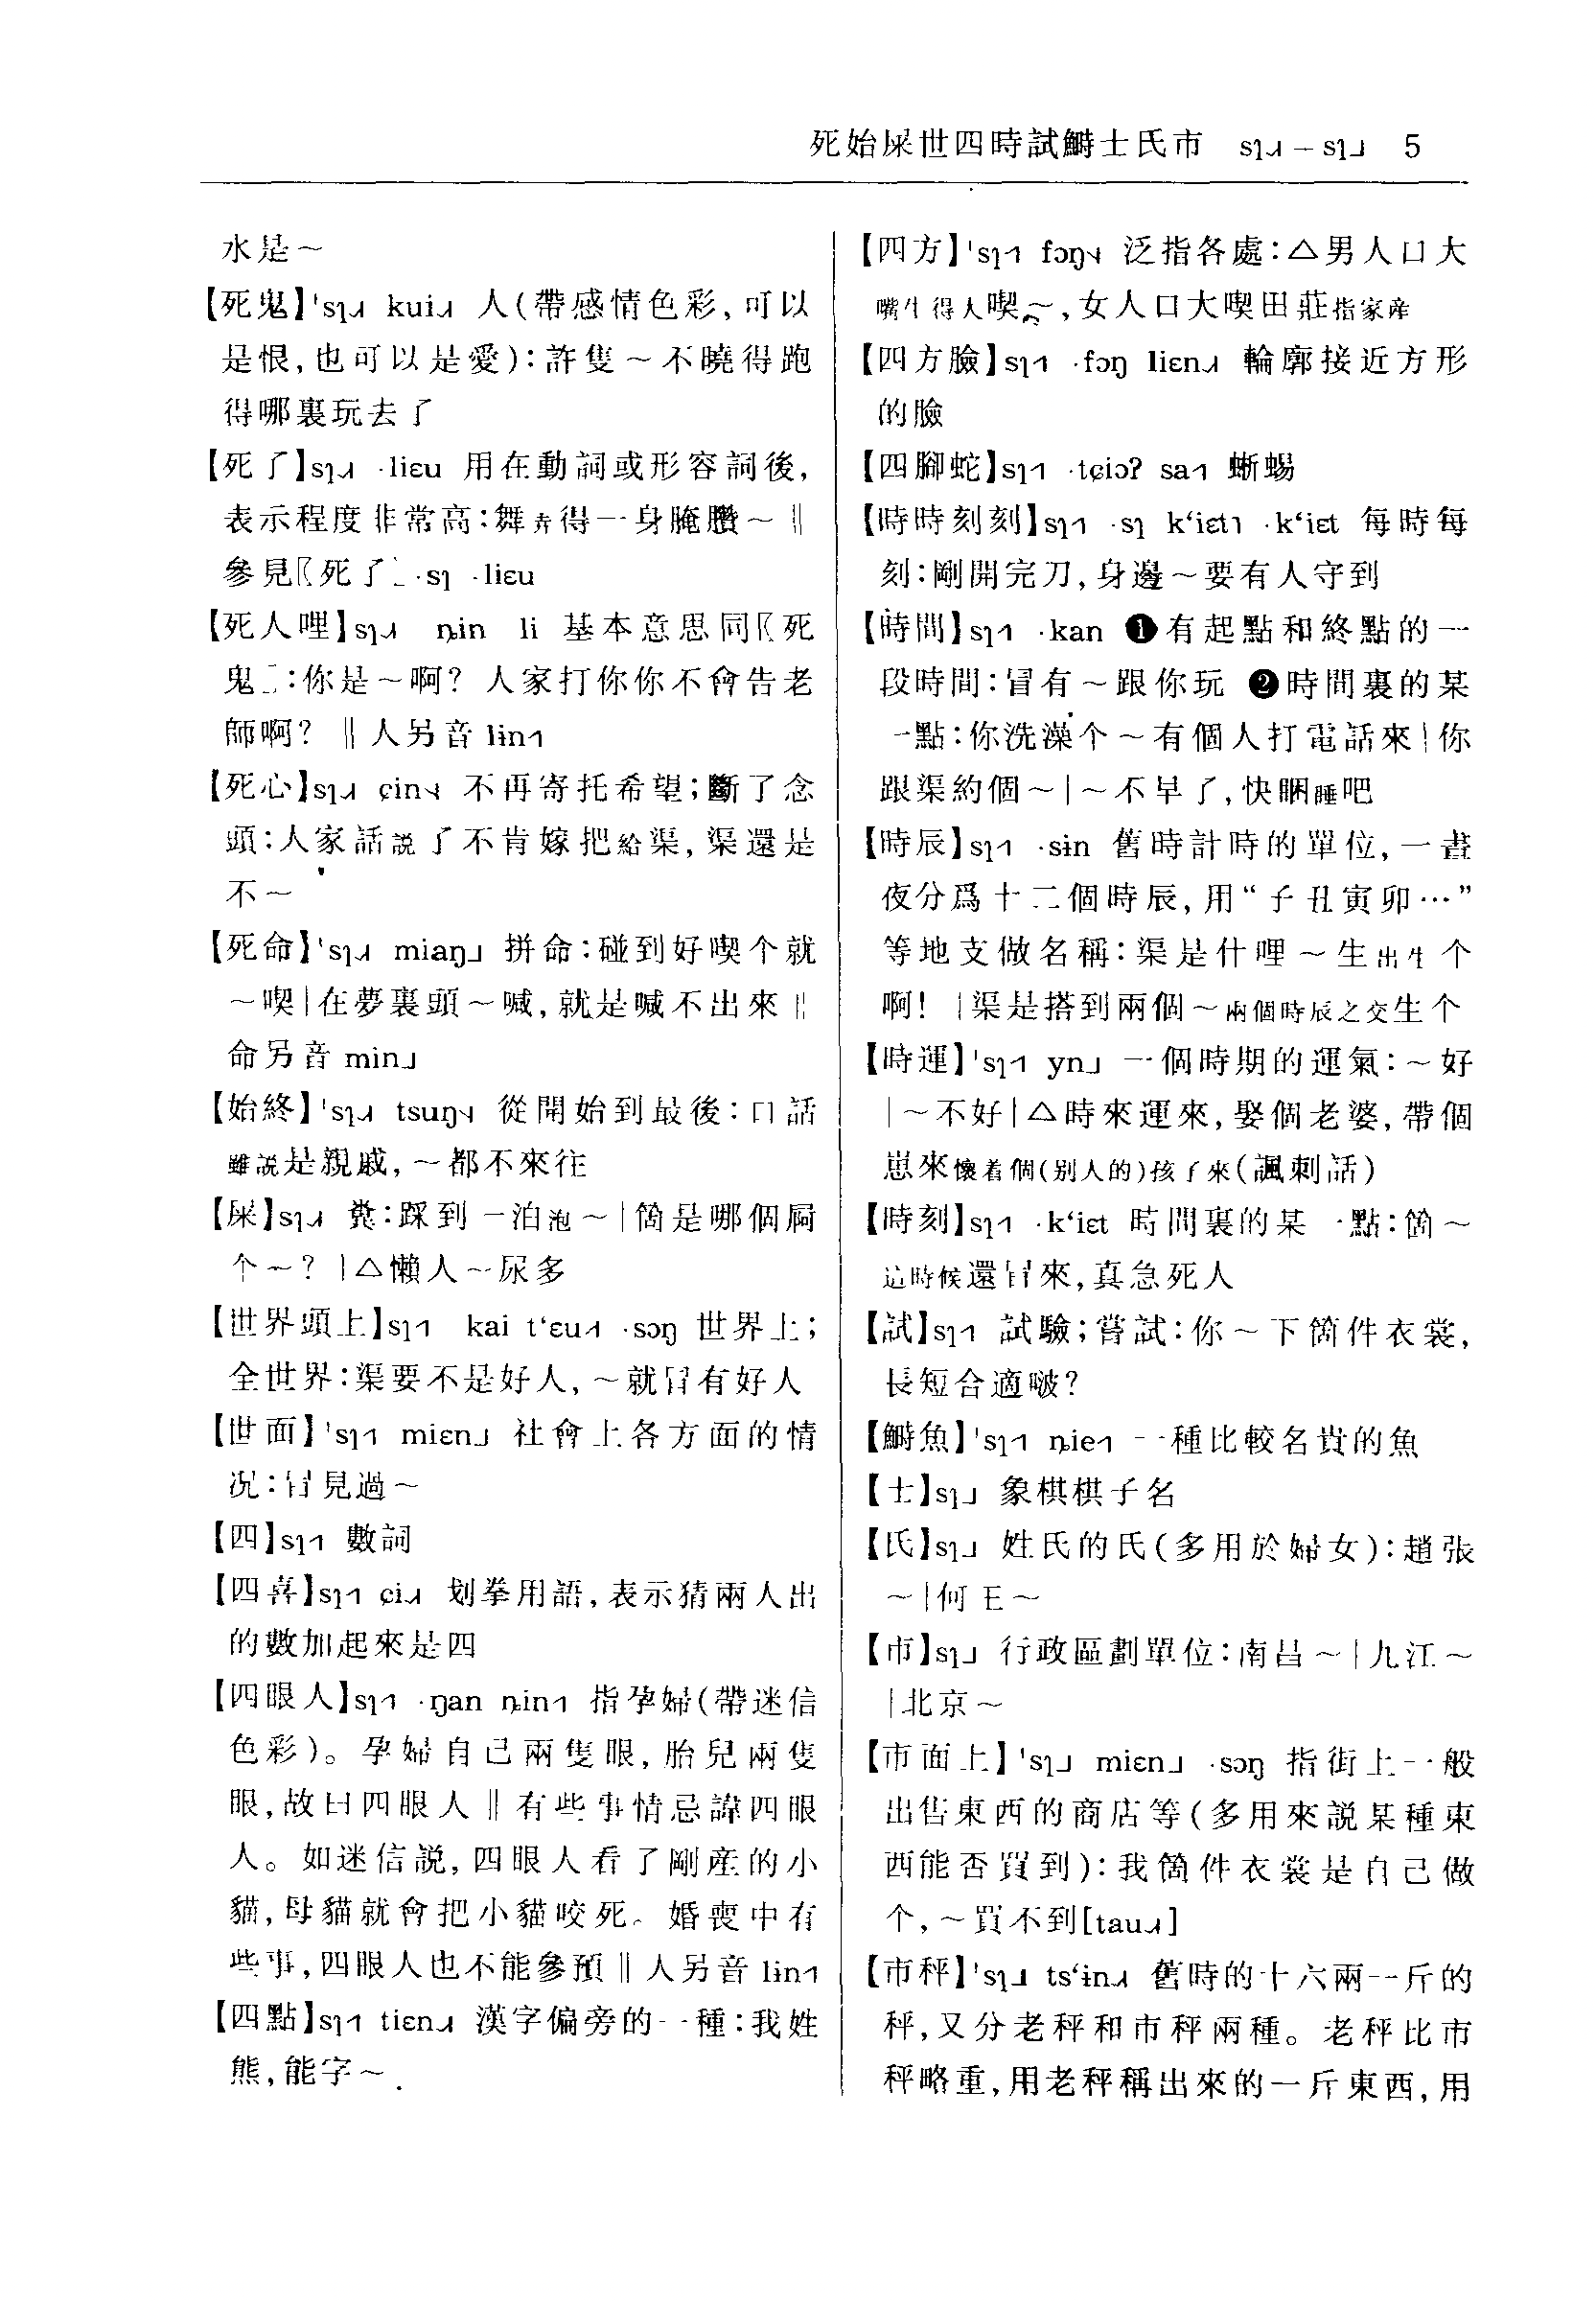 死始屎世四時試鰣士氏市 sɿ˨˩˧ – sɿ˩ 5
水是～
【死鬼】ˈsɿ˨˩˧ kui˨˩˧ 人(帶感情色彩,可以
是恨,也可以是愛):許隻～不曉得跑
得哪裏玩去了
【死了】sɿ˨˩˧ ·liɛu 用在動詞或形容詞後,
表示程度非常高:舞弄得一身腌臢～‖
參見〖死了〗·sɿ ·liɛu
【死人哩】sɿ˨˩˧ ȵin li 基本意思同〖死
鬼〗:你是～啊? 人家打你你不會告老
師啊? ‖人另音 lin
【死心】sɿ˨˩˧ ɕin 不再寄托希望;斷了念
頭:人家話説了不肯嫁把給渠,渠還是
不～
【死命】ˈsɿ˨˩˧ miaŋ˩ 拼命:碰到好喫个就
～喫|在夢裏頭～喊,就是喊不出來‖
命另音 min˩
【始終】ˈsɿ˨˩˧ tsuŋ 從開始到最後:口話
雖説是親戚,～都不來往
【屎】sɿ˨˩˧ 糞:踩到一泊泡～|箇是哪個屙
个～? |△懶人～尿多
【世界頭上】sɿ kai t‘ɛu ·sɔŋ 世界上;
全世界:渠要不是好人,～就冇有好人
【世面】ˈsɿ miɛn˩ 社會上各方面的情
況:冇見過～
【四】sɿ 數詞
【四喜】sɿ ɕi˨˩˧ 划拳用語,表示猜兩人出
的數加起來是四
【四眼人】sɿ ·ŋan ȵin 指孕婦(帶迷信
色彩)。孕婦自己兩隻眼,胎兒兩隻
眼,故曰四眼人‖有些事情忌諱四眼
人。如迷信説,四眼人看了剛産的小
貓,母貓就會把小貓咬死。婚喪中有
些事,四眼人也不能參預‖人另音 lin
【四點】sɿ tiɛn˨˩˧ 漢字偏旁的一種:我姓
熊,能字～
【四方】ˈsɿ fɔŋ 泛指各處:△男人口大
嘴生得大喫～,女人口大喫田莊指家産
【四方臉】sɿ ·fɔŋ liɛn˨˩˧ 輪廓接近方形
的臉
【四腳蛇】sɿ ·tɕiɔʔ sa 蜥蜴
【時時刻刻】sɿ ·sɿ k‘iɛt ·k‘iɛt 每時每
刻:剛開完刀,身邊～要有人守到
【時間】sɿ ·kan ❶有起點和終點的一
段時間:冒有～跟你玩 ❷時間裏的某
一點:你洗澡个～有個人打電話來|你
跟渠約個～|～不早了,快睏睡吧
【時辰】sɿ ·sɨn 舊時計時的單位,一晝
夜分爲十二個時辰,用“子丑寅卯…”
等地支做名稱:渠是什哩～生出生个
啊! |渠是搭到兩個～兩個時辰之交生个
【時運】ˈsɿ yn˩ 一個時期的運氣:～好
|～不好|△時來運來,娶個老婆,帶個
崽來懷着個(别人的)孩子來(諷刺話)
【時刻】sɿ ·k‘iɛt 時間裏的某一點:箇～
這時候還冒來,真急死人
【試】sɿ 試驗;嘗試:你～下箇件衣裳,
長短合適啵?
【鰣魚】ˈsɿ ȵie 一種比較名貴的魚
【士】sɿ˩ 象棋棋子名
【氏】sɿ˩ 姓氏的氏(多用於婦女):趙張
～|何王～
【市】sɿ˩ 行政區劃單位:南昌～|九江～
|北京～
【市面上】ˈsɿ˩ miɛn˩ ·sɔŋ 指街上一般
出售東西的商店等(多用來説某種東
西能否買到):我箇件衣裳是自己做
个,～買不到[tau˨˩˧]
【市秤】ˈsɿ˩ ts‘ɨn˨˩˧ 舊時的十六兩一斤的
秤,又分老秤和市秤兩種。老秤比市
秤略重,用老秤稱出來的一斤東西,用